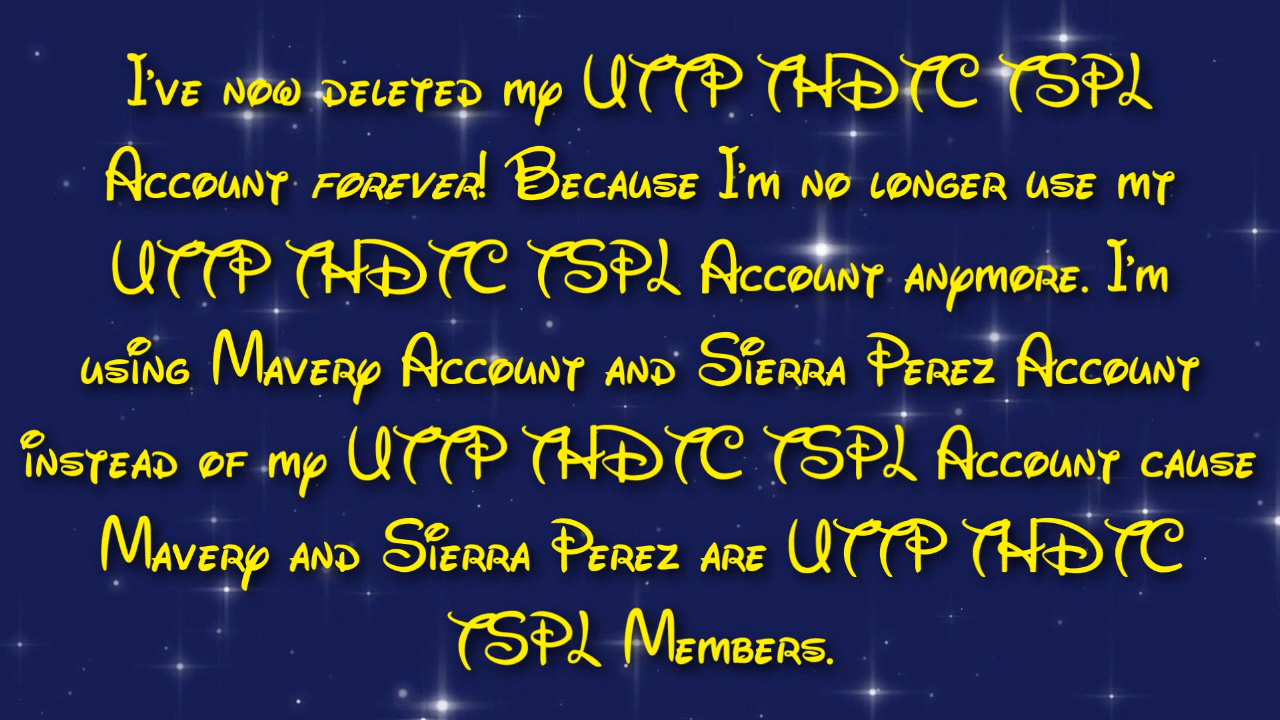 I've now deleted my UTTP THDTC TSPL
Account forever! Because I'm no longer use mt
UTTP THDTC TSPL Account anymore. I'm
using Mavery Account and Sierra Perez Account
instead of my UTTP THDTC TSPL Account cause
Mavery and Sierra Perez are UTTP THDTC
TSPL Members.